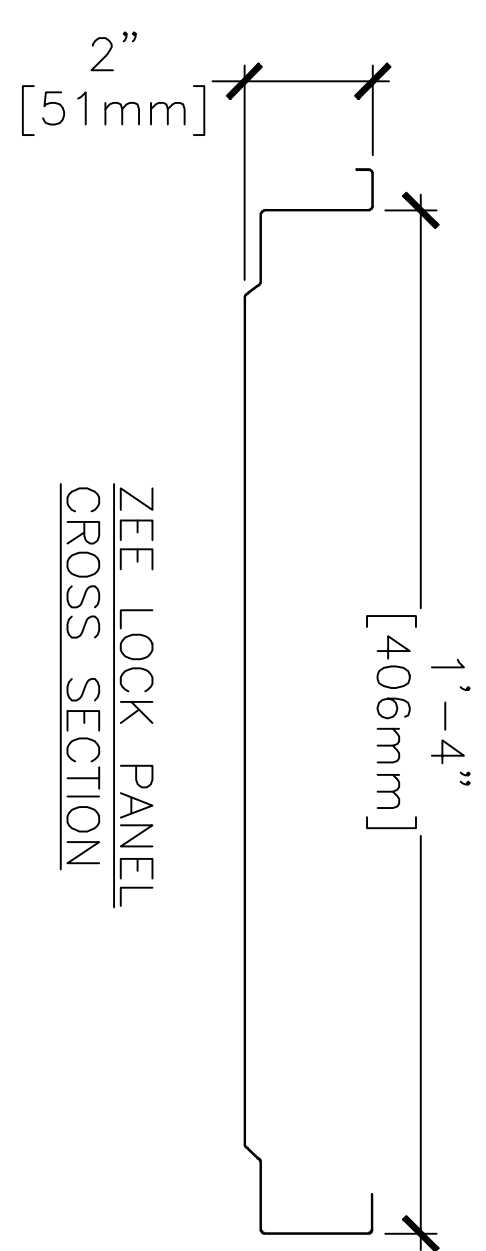 2”
[51mm]
1'-4”
[406mm]
ZEE LOCK PANEL
CROSS SECTION